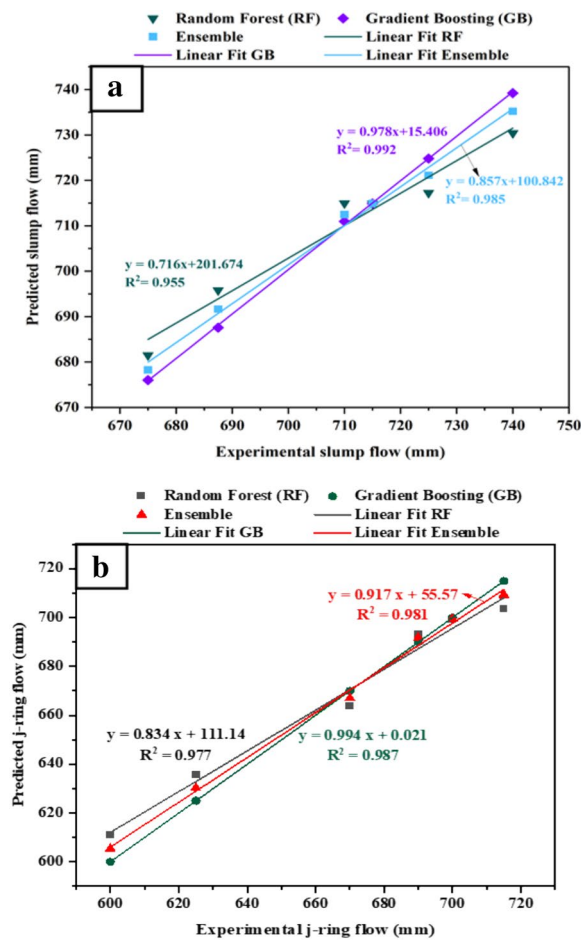 Random Forest (RF) Gradient Boosting (GB)
Ensemble Linear Fit RF
Linear Fit GB Linear Fit Ensemble
a
740
730
720
710
700
690
680
670
Predicted slump flow (mm)
y = 0.978x+15.406
R²= 0.992
y = 0.857x+100.842
R²= 0.985
y = 0.716x+201.674
R²= 0.955
670 680 690 700 710 720 730 740 750
Experimental slump flow (mm)
Random Forest (RF) Gradient Boosting (GB)
Ensemble Linear Fit RF
Linear Fit GB Linear Fit Ensemble
b
720
700
680
660
640
620
600
Predicted j-ring flow (mm)
y = 0.917 x + 55.57
R² = 0.981
y = 0.834 x + 111.14
R² = 0.977
y = 0.994 x + 0.021
R² = 0.987
600 620 640 660 680 700 720
Experimental j-ring flow (mm)